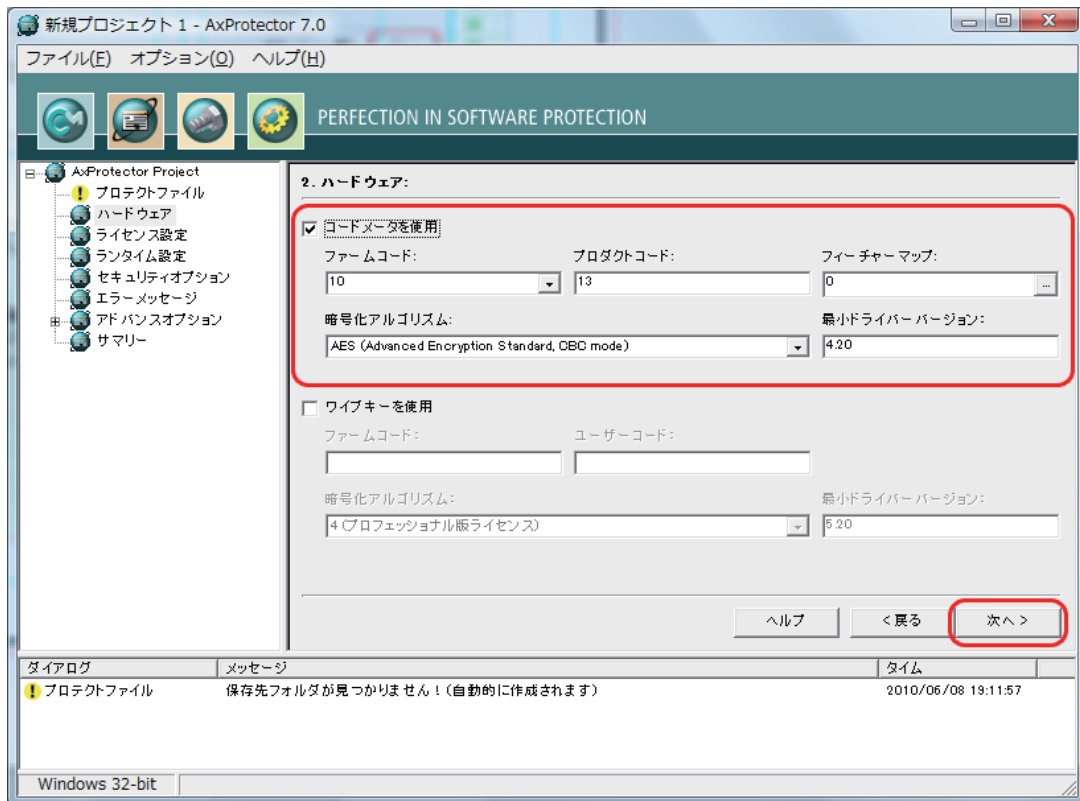 新規プロジェクト 1 - AxProtector 7.0
ファイル(F) オプション(O) ヘルプ(H)
PERFECTION IN SOFTWARE PROTECTION
AxProtector Project
プロテクトファイル
ハードウェア
ライセンス設定
ランタイム設定
セキュリティオプション
エラーメッセージ
アドバンスオプション
サマリー
2. ハードウェア:
コードメータを使用
ファームコード: プロダクトコード: フィーチャーマップ:
10 13 0 ...
暗号化アルゴリズム: 最小ドライバーバージョン:
AES (Advanced Encryption Standard, CBC mode) 4.20
ワイブキーを使用
ファームコード: ユーザーコード:
暗号化アルゴリズム: 最小ドライバーバージョン:
4 (プロフェッショナル版ライセンス) 5.20
ヘルプ <戻る 次へ>
ダイアログ メッセージ タイム
プロテクトファイル 保存先フォルダが見つかりません!(自動的に作成されます) 2010/06/08 19:11:57
Windows 32-bit